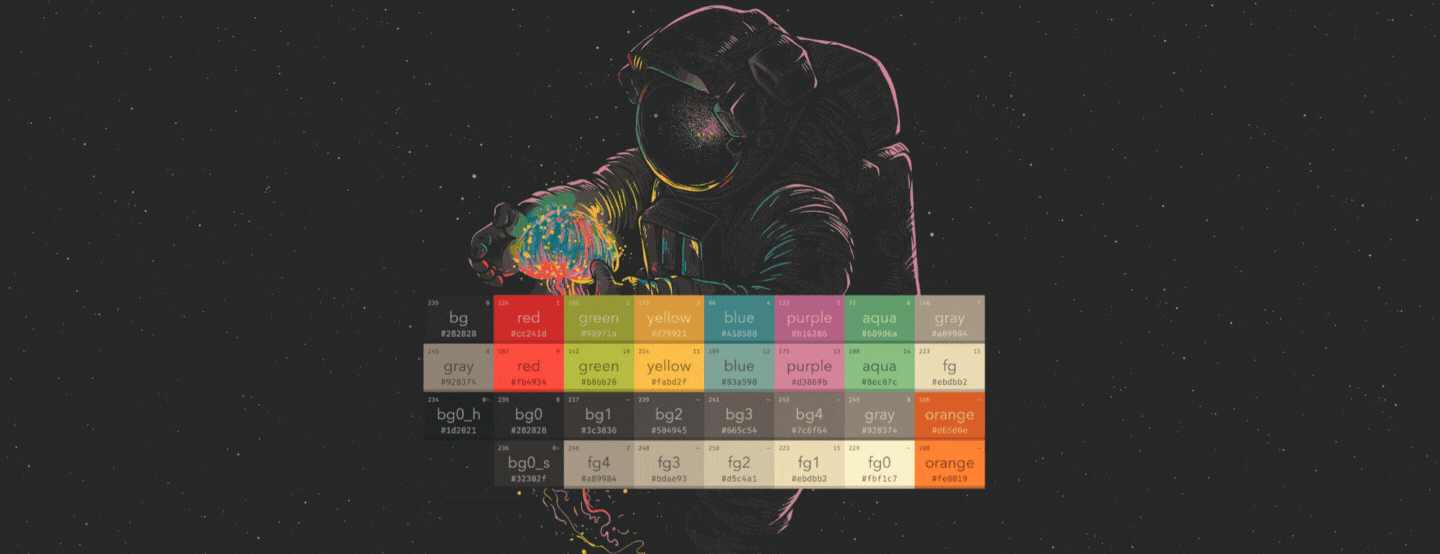 235 0 124 1 106 2 172 3 66 4 132 5 72 6 246 7
bg red green yellow blue purple aqua gray
#282828 #cc241d #98971a #d79921 #458588 #b16286 #689d6a #a89984
245 8 167 9 142 10 214 11 109 12 175 13 108 14 223 15
gray red green yellow blue purple aqua fg
#928374 #fb4934 #b8bb26 #fabd2f #83a598 #d3869b #8ec07c #ebdbb2
234 0- 235 0 237 - 239 - 241 - 243 - 245 8 166 -
bg0_h bg0 bg1 bg2 bg3 bg4 gray orange
#1d2021 #282828 #3c3836 #504945 #665c54 #7c6f64 #928374 #d65d0e
236 0+ 246 7 248 - 250 - 223 15 229 - 208 -
bg0_s fg4 fg3 fg2 fg1 fg0 orange
#32302f #a89984 #bdae93 #d5c4a1 #ebdbb2 #fbf1c7 #fe8019